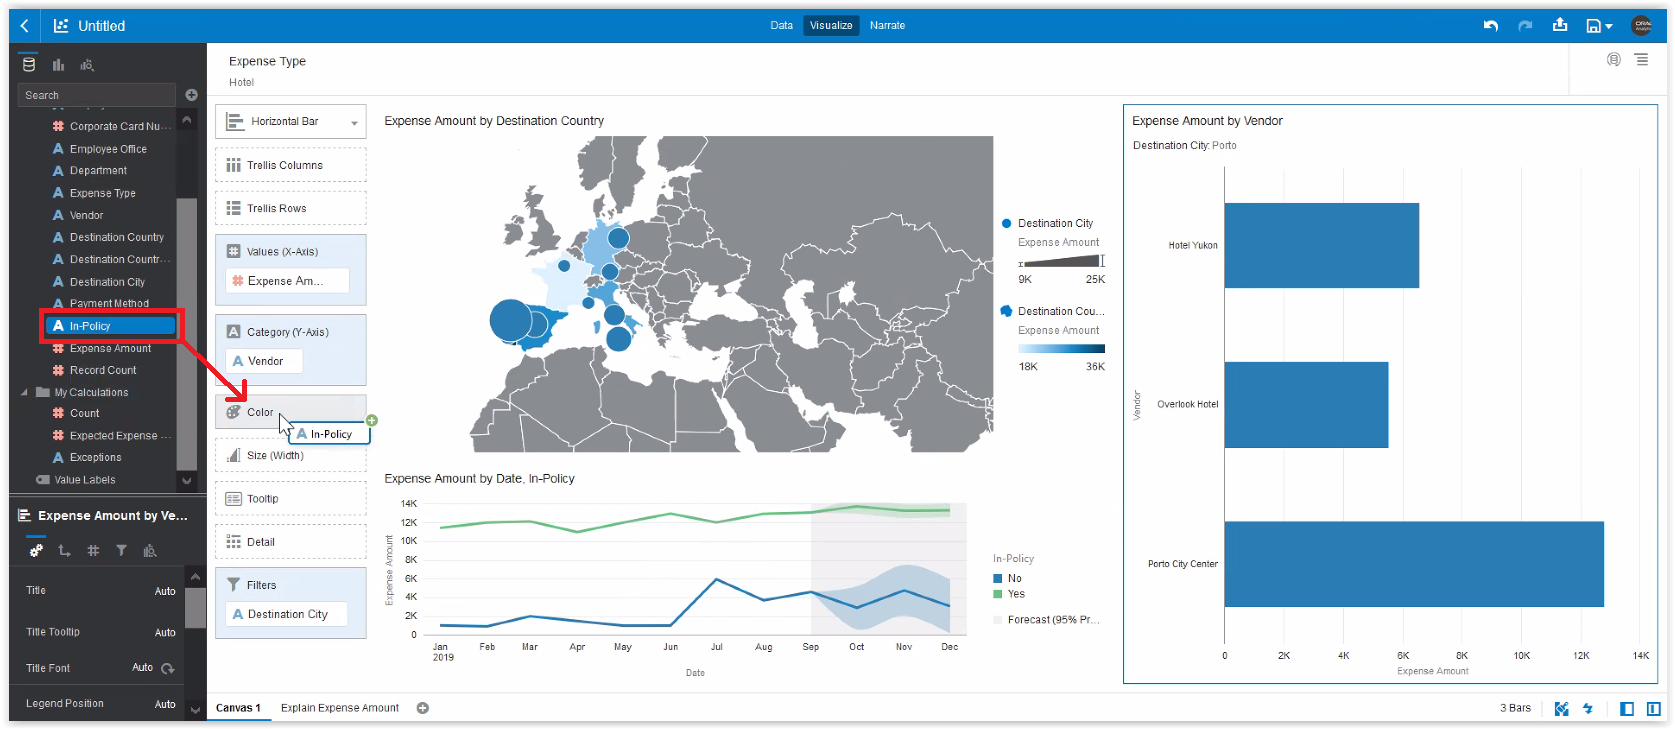 Untitled
Data
Visualize
Narrate
Search
Corporate Card Nu...
Employee Office
Department
Expense Type
Vendor
Destination Country
Destination Countr...
Destination City
Payment Method
In-Policy
Expense Amount
Record Count
My Calculations
Count
Expected Expense ...
Exceptions
Value Labels
Expense Amount by Ve...
Title
Auto
Title Tooltip
Auto
Title Font
Auto
Legend Position
Auto
Expense Type
Hotel
Horizontal Bar
Trellis Columns
Trellis Rows
Values (X-Axis)
Expense Am...
Category (Y-Axis)
Vendor
Color
In-Policy
Size (Width)
Tooltip
Detail
Filters
Destination City
Expense Amount by Destination Country
Destination City
Expense Amount
9K
25K
Destination Cou...
Expense Amount
18K
36K
Expense Amount by Date, In-Policy
14K
12K
10K
8K
6K
4K
2K
0
Expense Amount
Jan
2019
Feb
Mar
Apr
May
Jun
Jul
Aug
Sep
Oct
Nov
Dec
Date
In-Policy
No
Yes
Forecast (95% Pr...
Expense Amount by Vendor
Destination City: Porto
Hotel Yukon
Overlook Hotel
Porto City Center
Vendor
0
2K
4K
6K
8K
10K
12K
14K
Expense Amount
Canvas 1
Explain Expense Amount
3 Bars